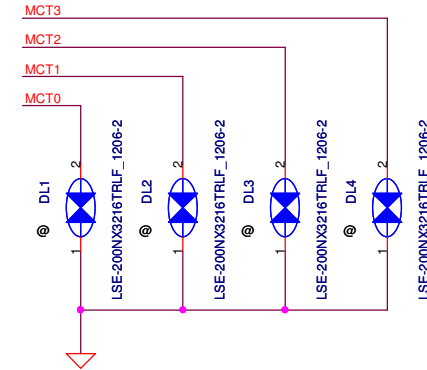 MCT3
MCT2
MCT1
MCT0
2
DL1
@
1
LSE-200NX3216TRLF_1206-2
2
DL2
@
1
LSE-200NX3216TRLF_1206-2
2
DL3
@
1
LSE-200NX3216TRLF_1206-2
2
DL4
@
1
LSE-200NX3216TRLF_1206-2